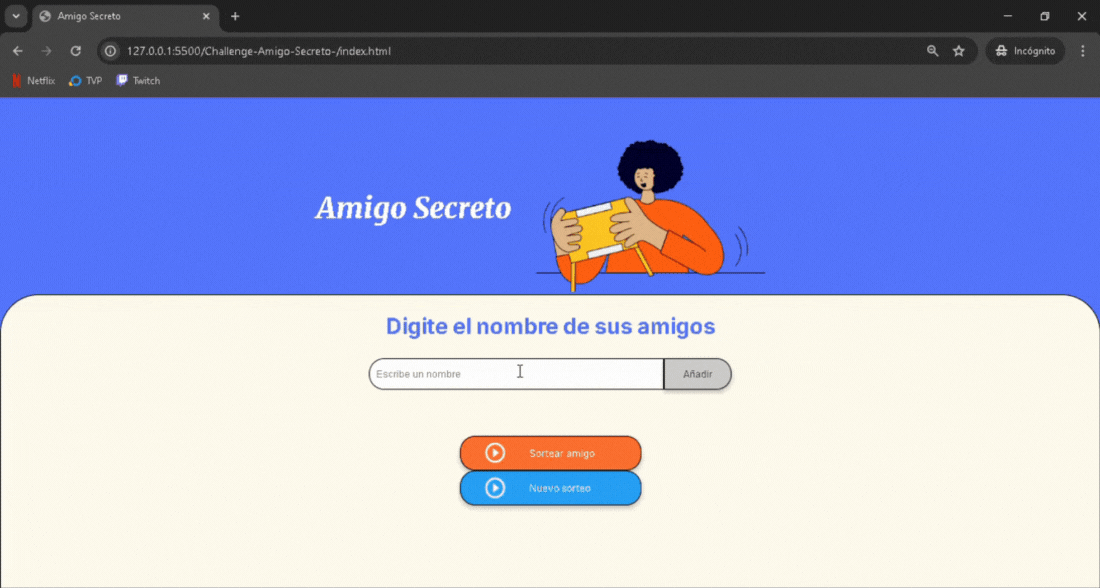 Amigo Secreto
127.0.0.1:5500/Challenge-Amigo-Secreto-/index.html
Incógnito
Netflix TVP Twitch
Amigo Secreto
Digite el nombre de sus amigos
Escribe un nombre
Añadir
Sortear amigo
Nuevo sorteo